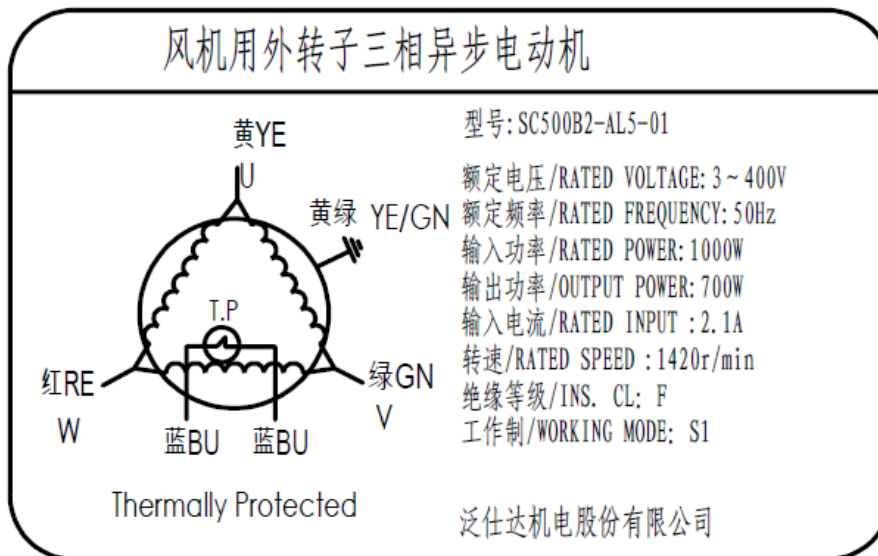 风机用外转子三相异步电动机
型号:SC500B2-AL5-01
额定电压/RATED VOLTAGE: 3~400V
额定频率/RATED FREQUENCY: 50Hz
输入功率/RATED POWER: 1000W
输出功率/OUTPUT POWER: 700W
输入电流/RATED INPUT :2.1A
转速/RATED SPEED :1420r/min
绝缘等级/INS. CL: F
工作制/WORKING MODE: S1
泛仕达机电股份有限公司
黄YE
U
黄绿 YE/GN
T.P
红RE
W
绿GN
V
蓝BU 蓝BU
Thermally Protected